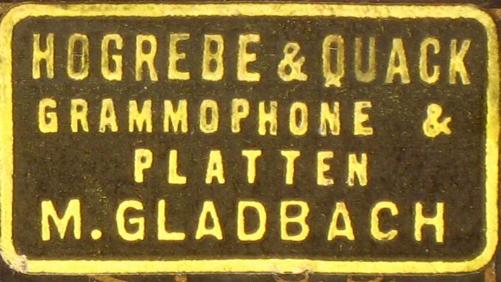 HOGREBE & QUACK
GRAMMOPHONE &
PLATTEN
M. GLADBACH